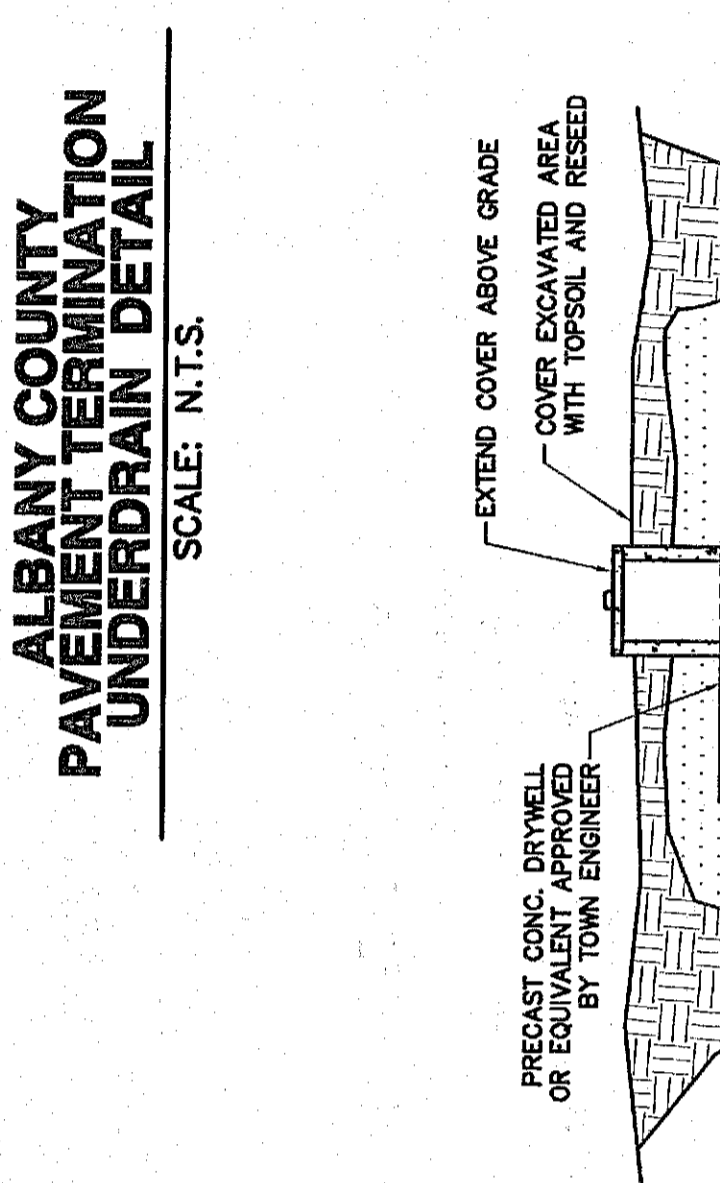 ALBANY COUNTY
PAVEMENT TERMINATION
UNDERDRAIN DETAIL
SCALE: N.T.S.
EXTEND COVER ABOVE GRADE
COVER EXCAVATED AREA
WITH TOPSOIL AND RESEED
PRECAST CONC. DRYWELL
OR EQUIVALENT APPROVED
BY TOWN ENGINEER